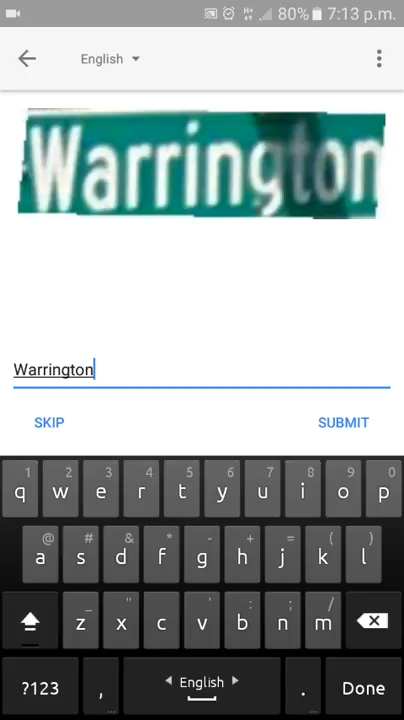 80% 7:13 p.m.
English
Warrington
Warrington
SKIP SUBMIT
1 2 3 4 5 6 7 8 9 0
q w e r t y u i o p
@ # & * - + = ( )
a s d f g h j k l
_ " ' : ; /
z x c v b n m
?123 , English . Done